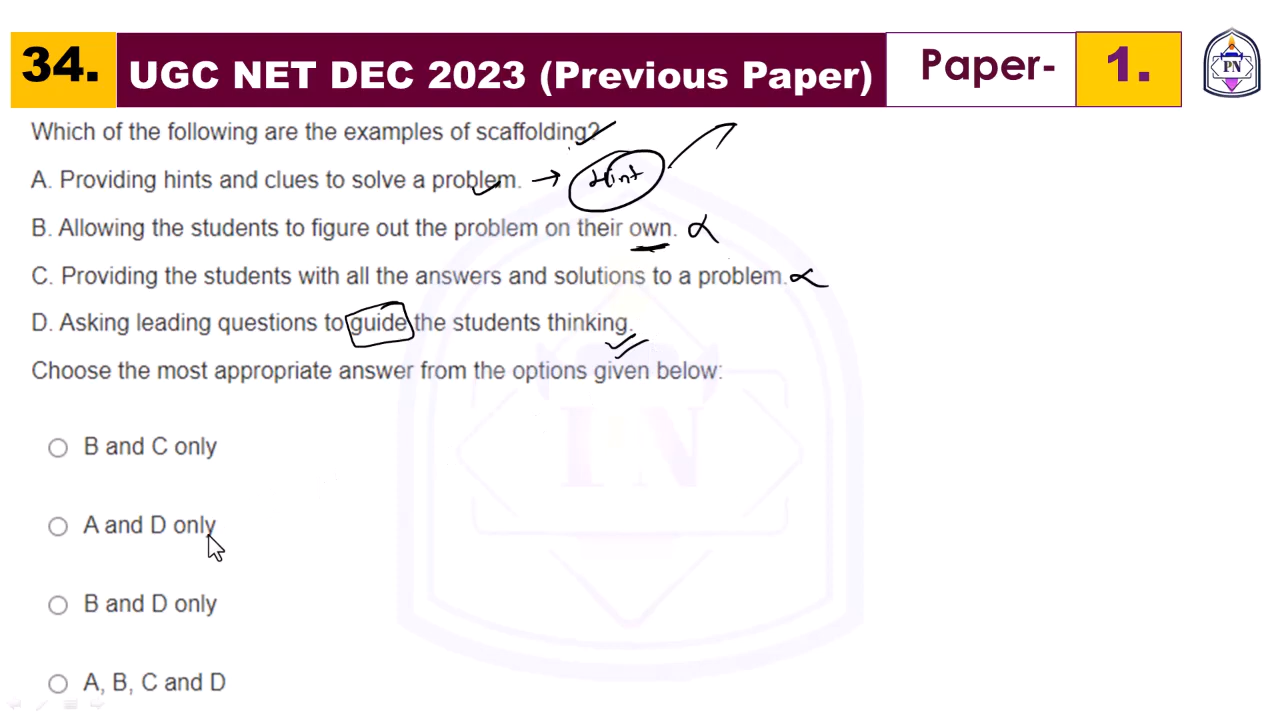 34. UGC NET DEC 2023 (Previous Paper) Paper- 1.
PN
Which of the following are the examples of scaffolding?
A. Providing hints and clues to solve a problem. → Hint
B. Allowing the students to figure out the problem on their own.
C. Providing the students with all the answers and solutions to a problem.
D. Asking leading questions to guide the students thinking.
Choose the most appropriate answer from the options given below:
B and C only
A and D only
B and D only
A, B, C and D
PN